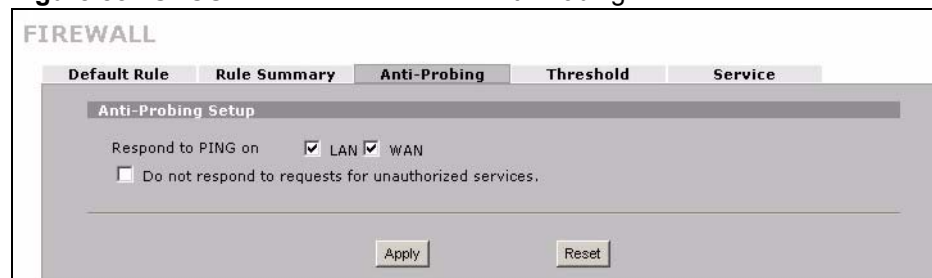 FIREWALL
Default Rule Rule Summary Anti-Probing Threshold Service
Anti-Probing Setup
Respond to PING on LAN WAN
Do not respond to requests for unauthorized services.
Apply Reset